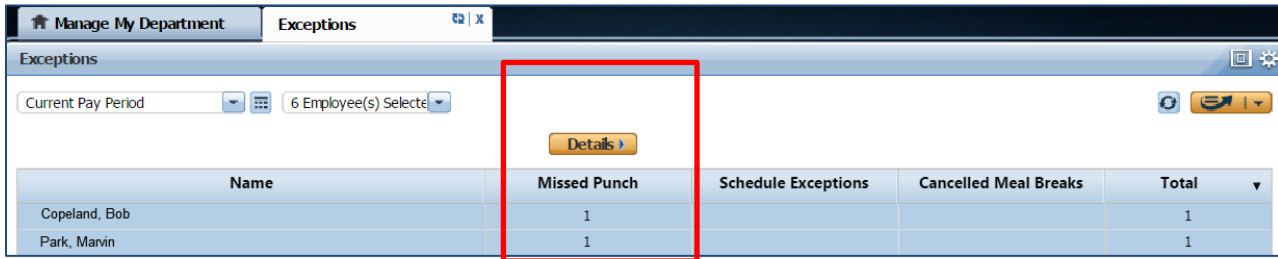 Manage My Department Exceptions X
Exceptions
Current Pay Period 6 Employee(s) Selecte
Details
Name Missed Punch Schedule Exceptions Cancelled Meal Breaks Total
Copeland, Bob 1 1
Park, Marvin 1 1